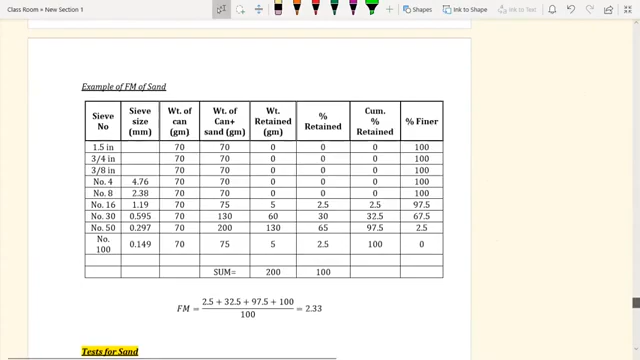 Class Room » New Section 1
Shapes
Ink to Shape
Ink to Text
Example of FM of Sand
Sieve No | Sieve size (mm) | Wt. of can (gm) | Wt. of Can+ sand (gm) | Wt. Retained (gm) | % Retained | Cum. % Retained | % Finer
1.5 in | | 70 | 70 | 0 | 0 | 0 | 100
3/4 in | | 70 | 70 | 0 | 0 | 0 | 100
3/8 in | | 70 | 70 | 0 | 0 | 0 | 100
No. 4 | 4.76 | 70 | 70 | 0 | 0 | 0 | 100
No. 8 | 2.38 | 70 | 70 | 0 | 0 | 0 | 100
No. 16 | 1.19 | 70 | 75 | 5 | 2.5 | 2.5 | 97.5
No. 30 | 0.595 | 70 | 130 | 60 | 30 | 32.5 | 67.5
No. 50 | 0.297 | 70 | 200 | 130 | 65 | 97.5 | 2.5
No. 100 | 0.149 | 70 | 75 | 5 | 2.5 | 100 | 0
SUM= | 200 | 100
FM = (2.5 + 32.5 + 97.5 + 100) / 100 = 2.33
Tests for Sand